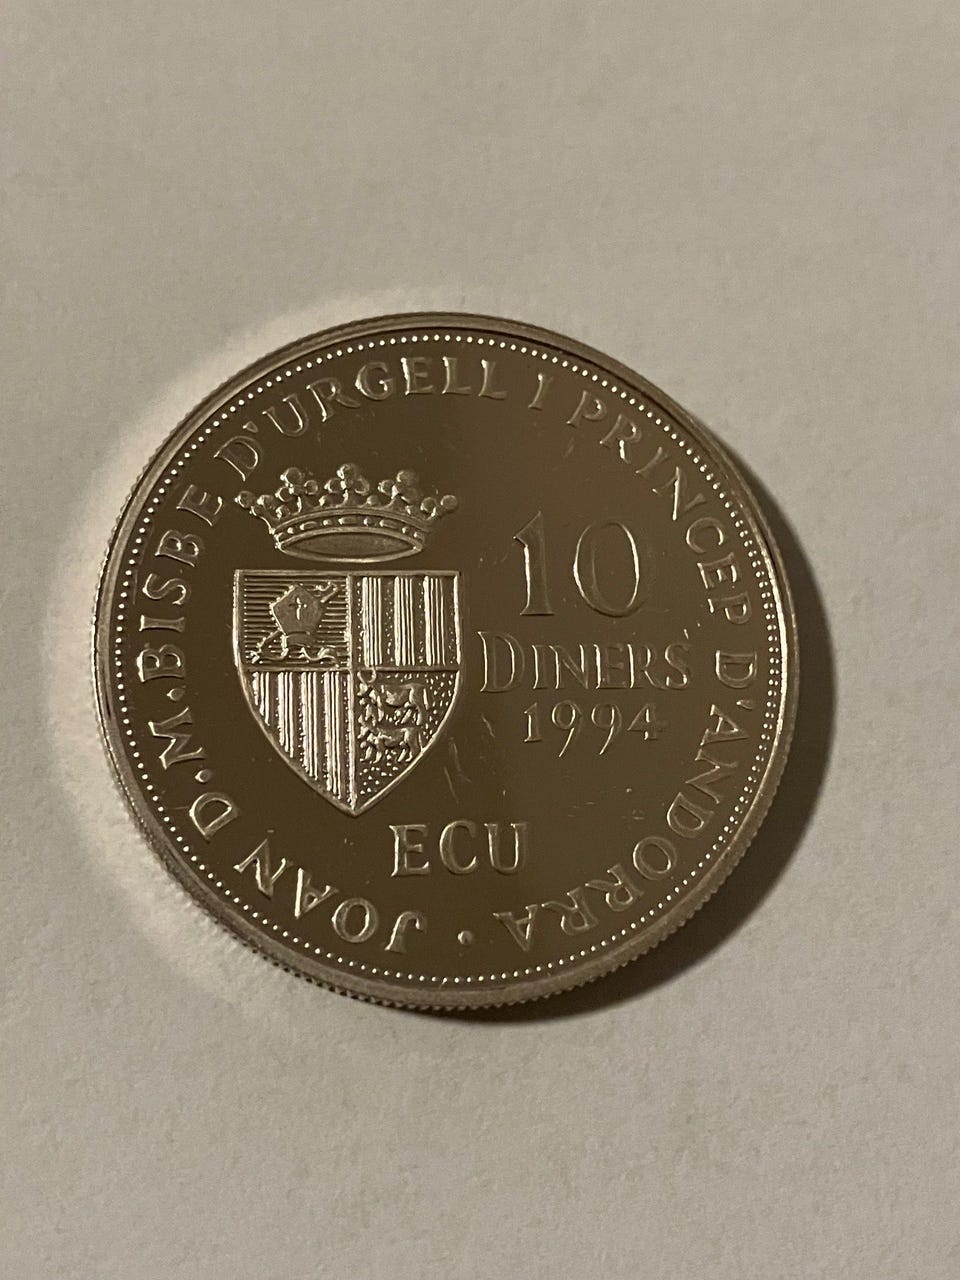 JOAN D.M. BISBE D'URGELL I PRINCEP D'ANDORRA ·
10
DINERS
1994
ECU